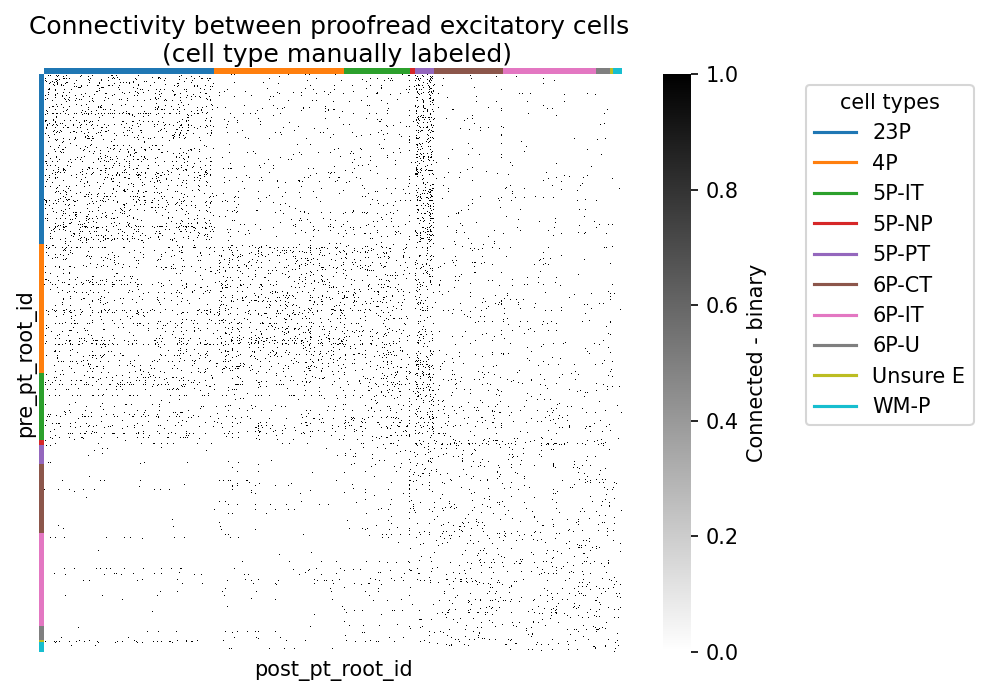 Connectivity between proofread excitatory cells
(cell type manually labeled)
pre_pt_root_id
post_pt_root_id
1.0
0.8
0.6
0.4
0.2
0.0
Connected - binary
cell types
23P
4P
5P-IT
5P-NP
5P-PT
6P-CT
6P-IT
6P-U
Unsure E
WM-P